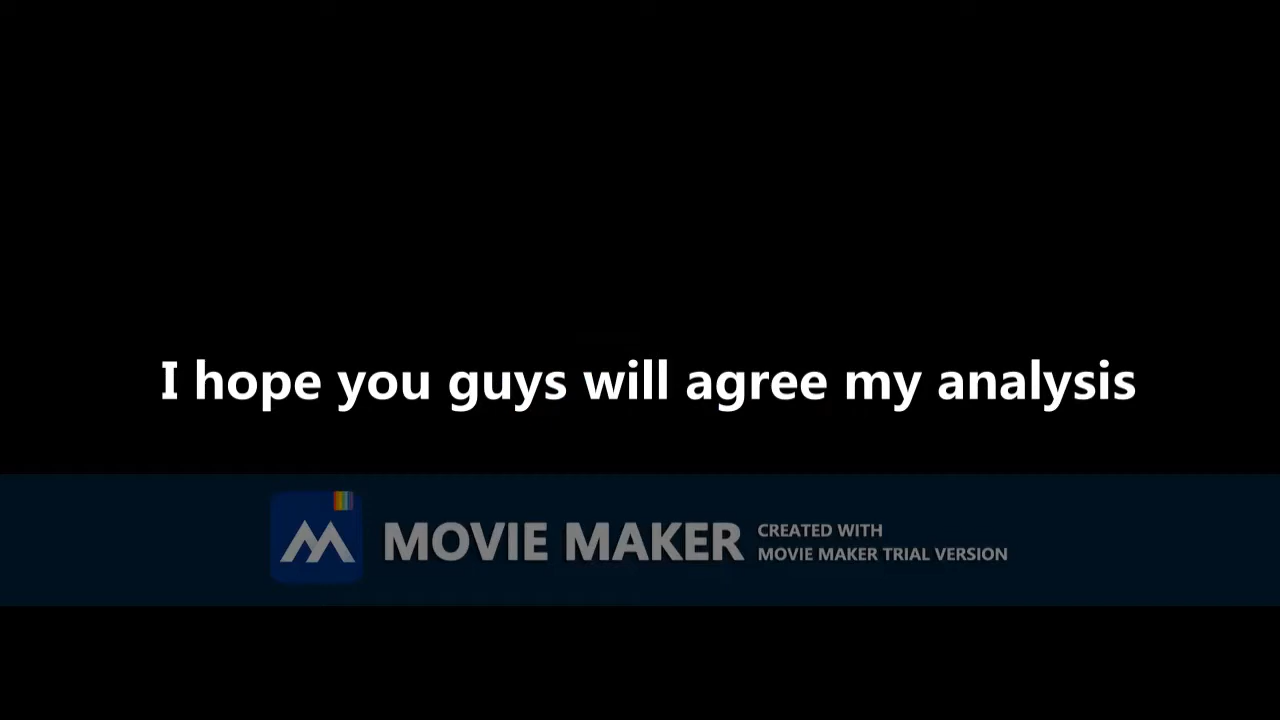 I hope you guys will agree my analysis
MOVIE MAKER
CREATED WITH
MOVIE MAKER TRIAL VERSION